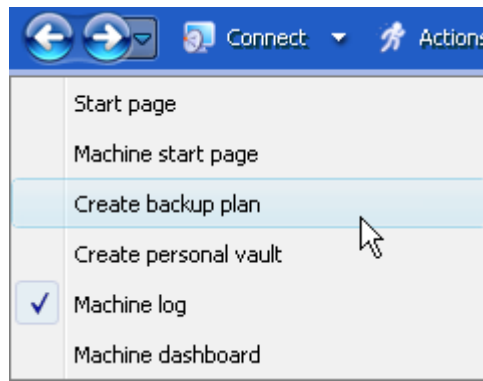 Connect Actions
Start page
Machine start page
Create backup plan
Create personal vault
Machine log
Machine dashboard